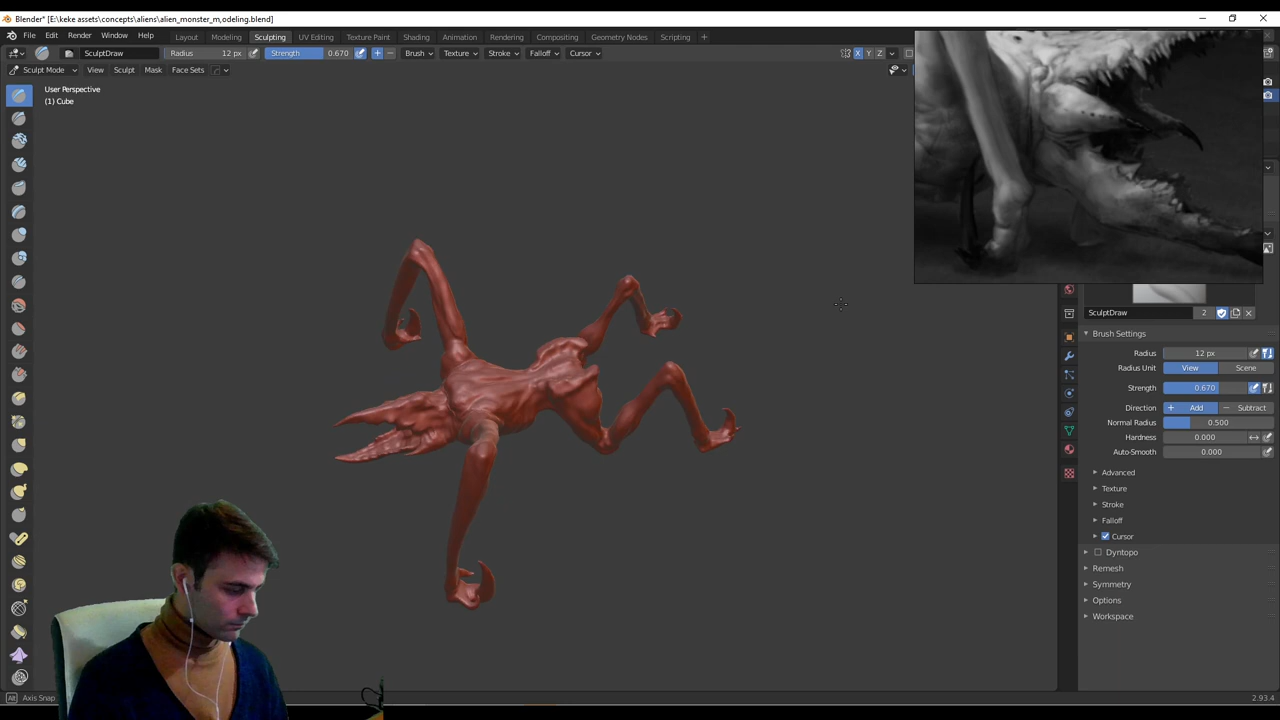 Blender* [E:\keke assets\concepts\aliens\alien_monster_m,odeling.blend]
File Edit Render Window Help Layout Modeling Sculpting UV Editing Texture Paint Shading Animation Rendering Compositing Geometry Nodes Scripting +
SculptDraw Radius 12 px Strength 0.670 + − Brush Texture Stroke Falloff Cursor X Y Z
Sculpt Mode View Sculpt Mask Face Sets
User Perspective
(1) Cube
SculptDraw 2
Brush Settings
Radius 12 px
Radius Unit View Scene
Strength 0.670
Direction + Add − Subtract
Normal Radius 0.500
Hardness 0.000
Auto-Smooth 0.000
Advanced
Texture
Stroke
Falloff
Cursor
Dyntopo
Remesh
Symmetry
Options
Workspace
Alt Axis Snap
2.93.4